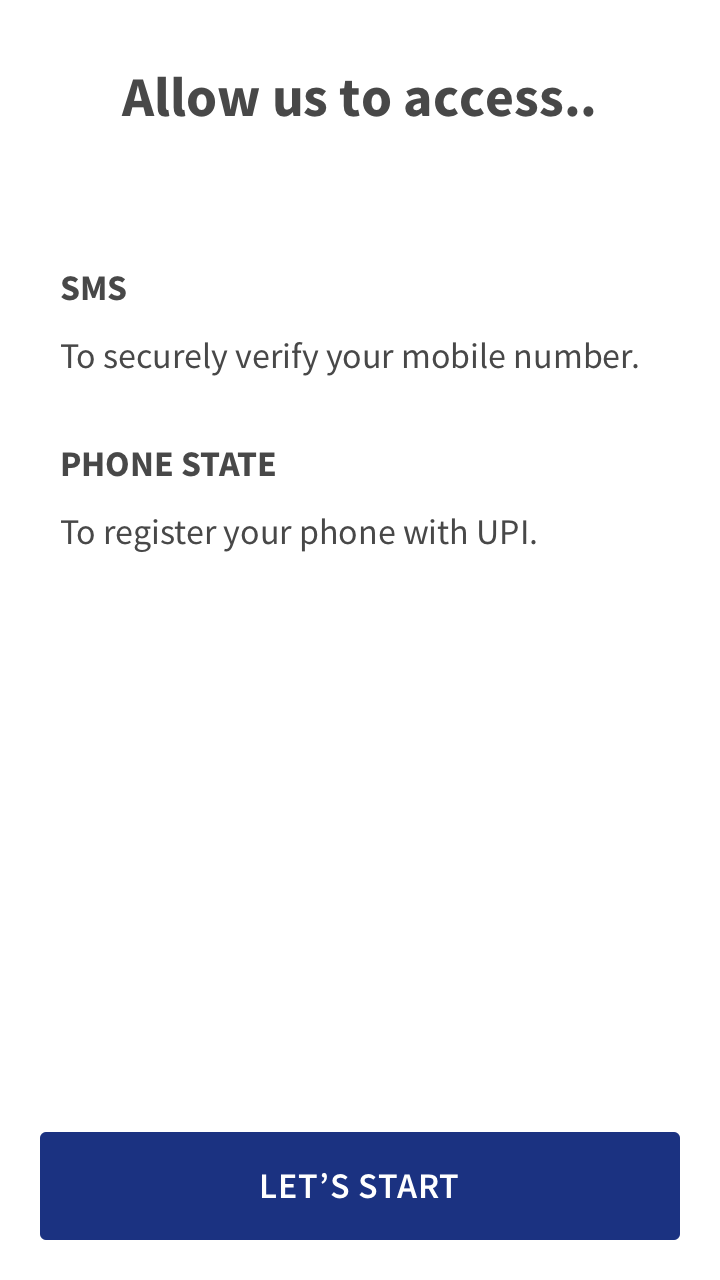 Allow us to access..
SMS
To securely verify your mobile number.
PHONE STATE
To register your phone with UPI.
LET’S START